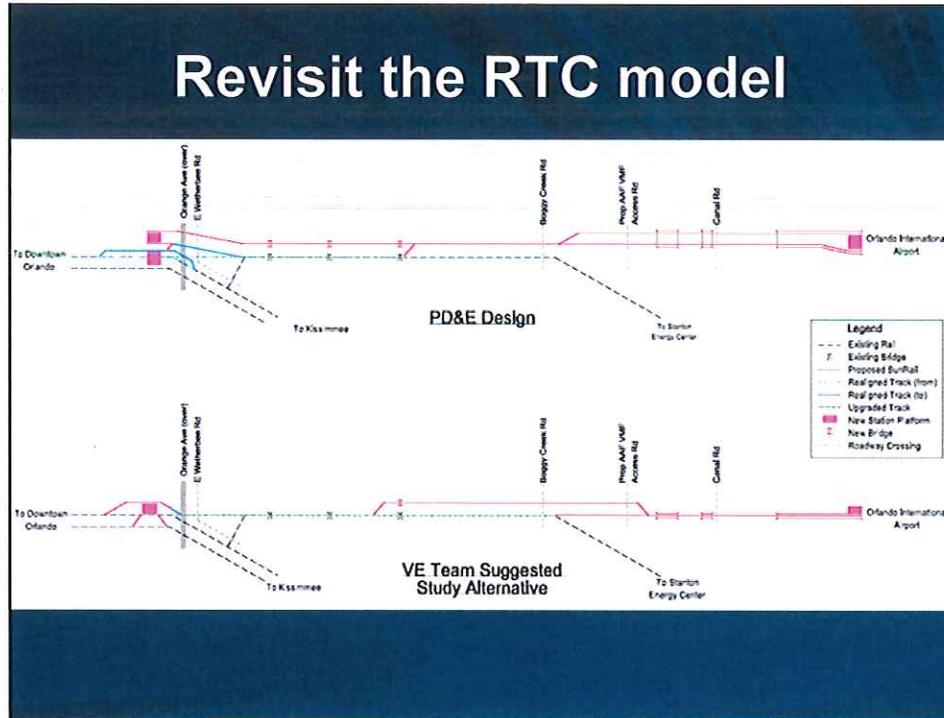 Revisit the RTC model
Orange Ave (over)
E Wetherbee Rd
Boggy Creek Rd
Prop AAF VMF
Access Rd
Canal Rd
To Downtown
Orlando
Orlando International
Airport
To Kissimmee
PD&E Design
To Stanton
Energy Center
Legend
Existing Rail
Existing Bridge
Proposed SunRail
Realigned Track (from)
Realigned Track (to)
Upgraded Track
New Station Platform
New Bridge
Roadway Crossing
Orange Ave (over)
E Wetherbee Rd
Boggy Creek Rd
Prop AAF VMF
Access Rd
Canal Rd
To Downtown
Orlando
Orlando International
Airport
To Kissimmee
VE Team Suggested
Study Alternative
To Stanton
Energy Center